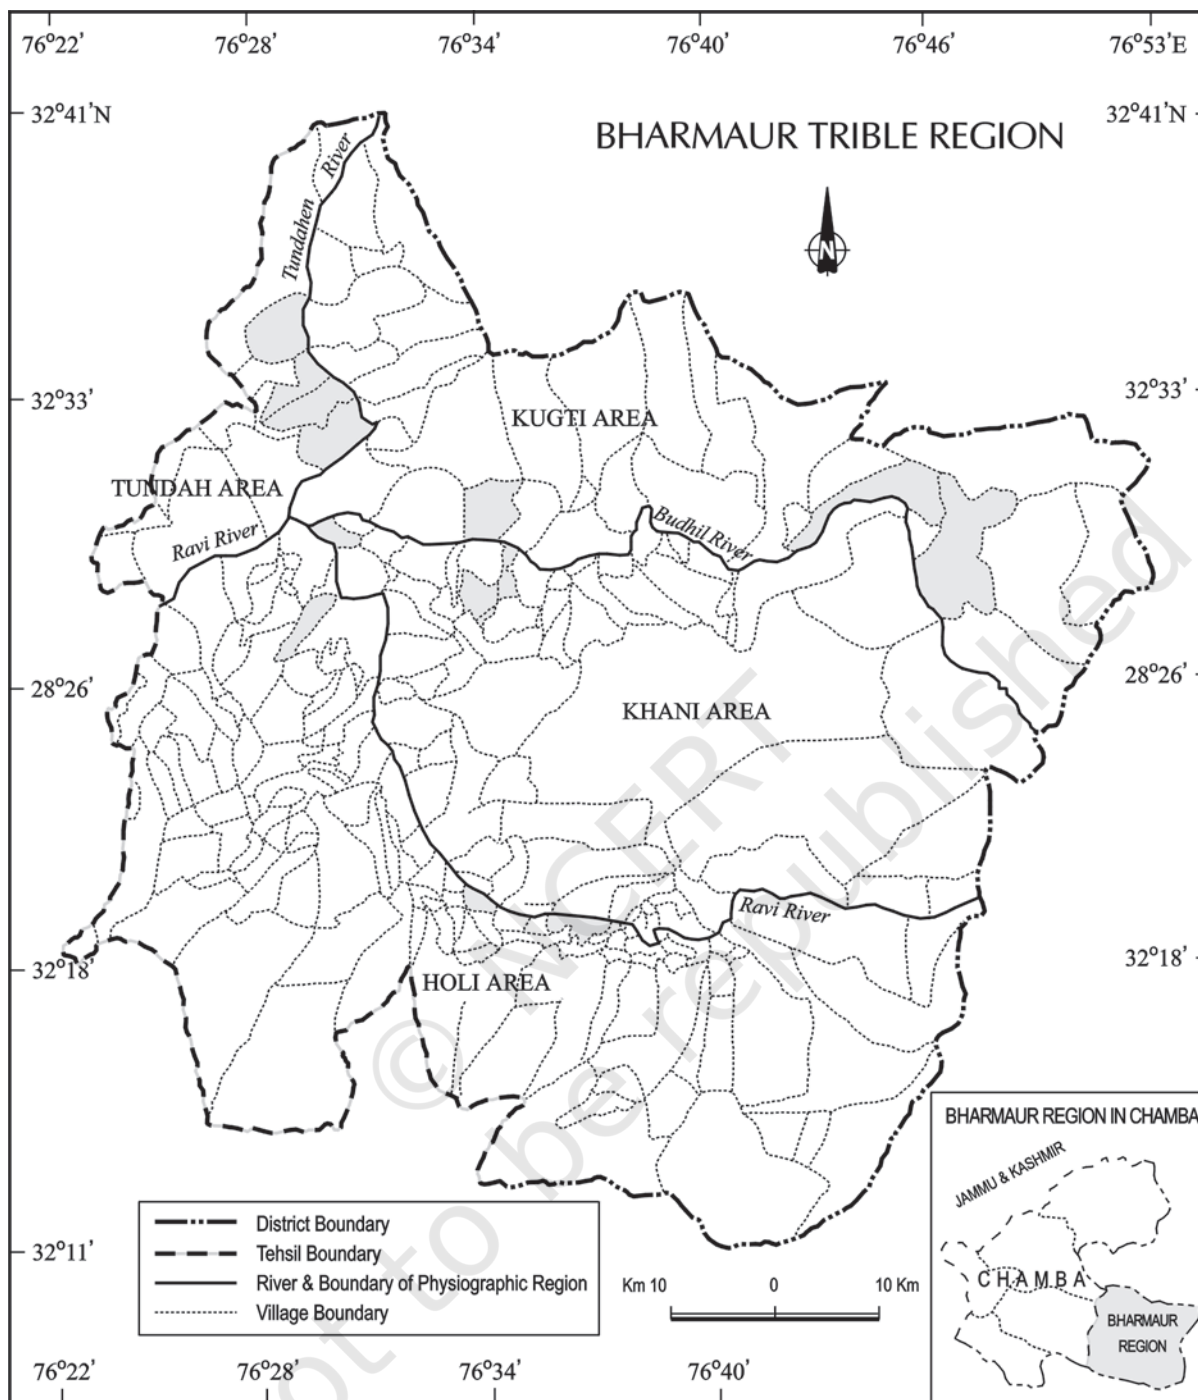 76°22' 76°28' 76°34' 76°40' 76°46' 76°53'E
32°41'N 32°41'N
BHARMAUR TRIBLE REGION
Tundahen River
N
32°33' 32°33'
KUGTI AREA
TUNDAH AREA
Ravi River
Budhil River
28°26' 28°26'
KHANI AREA
Ravi River
32°18' 32°18'
HOLI AREA
© NCERT
not to be republished
BHARMAUR REGION IN CHAMBA
JAMMU & KASHMIR
CHAMBA
BHARMAUR
REGION
District Boundary
Tehsil Boundary
River & Boundary of Physiographic Region
Village Boundary
32°11'
Km 10 0 10 Km
76°22' 76°28' 76°34' 76°40'